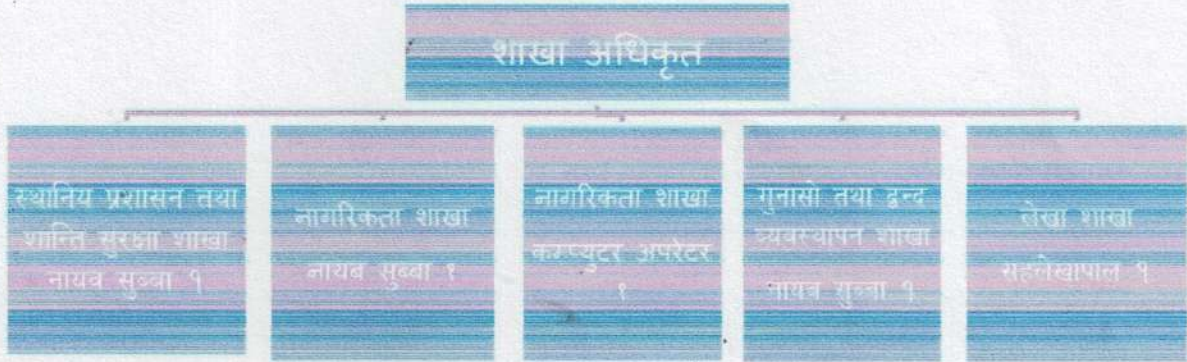 शाखा अधिकृत
स्थानिय प्रशासन तथा
शान्ति सुरक्षा शाखा
नायव सुब्बा १
नागरिकता शाखा
नायब सुब्बा १
नागरिकता शाखा
कम्प्युटर अपरेटर
१
गुनासो तथा द्वन्द
व्यवस्थापन शाखा
नायव सुब्बा १
लेखा शाखा
सहलेखापाल १